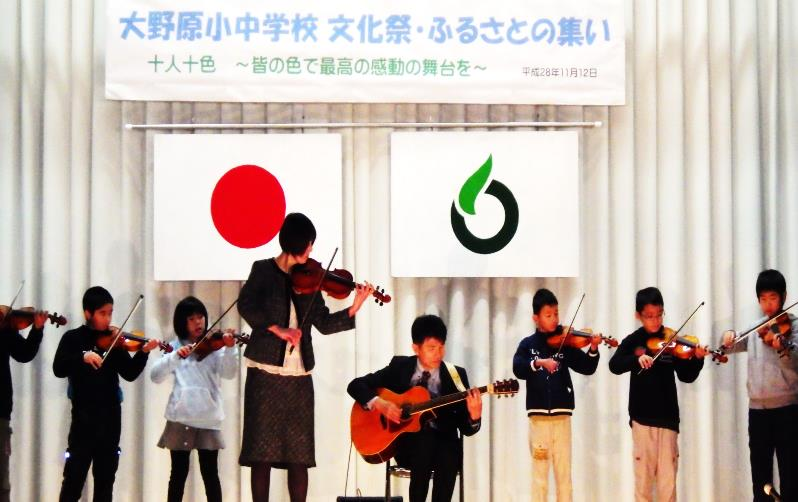 大野原小中学校 文化祭・ふるさとの集い
十人十色 ～皆の色で最高の感動の舞台を～ 平成28年11月12日